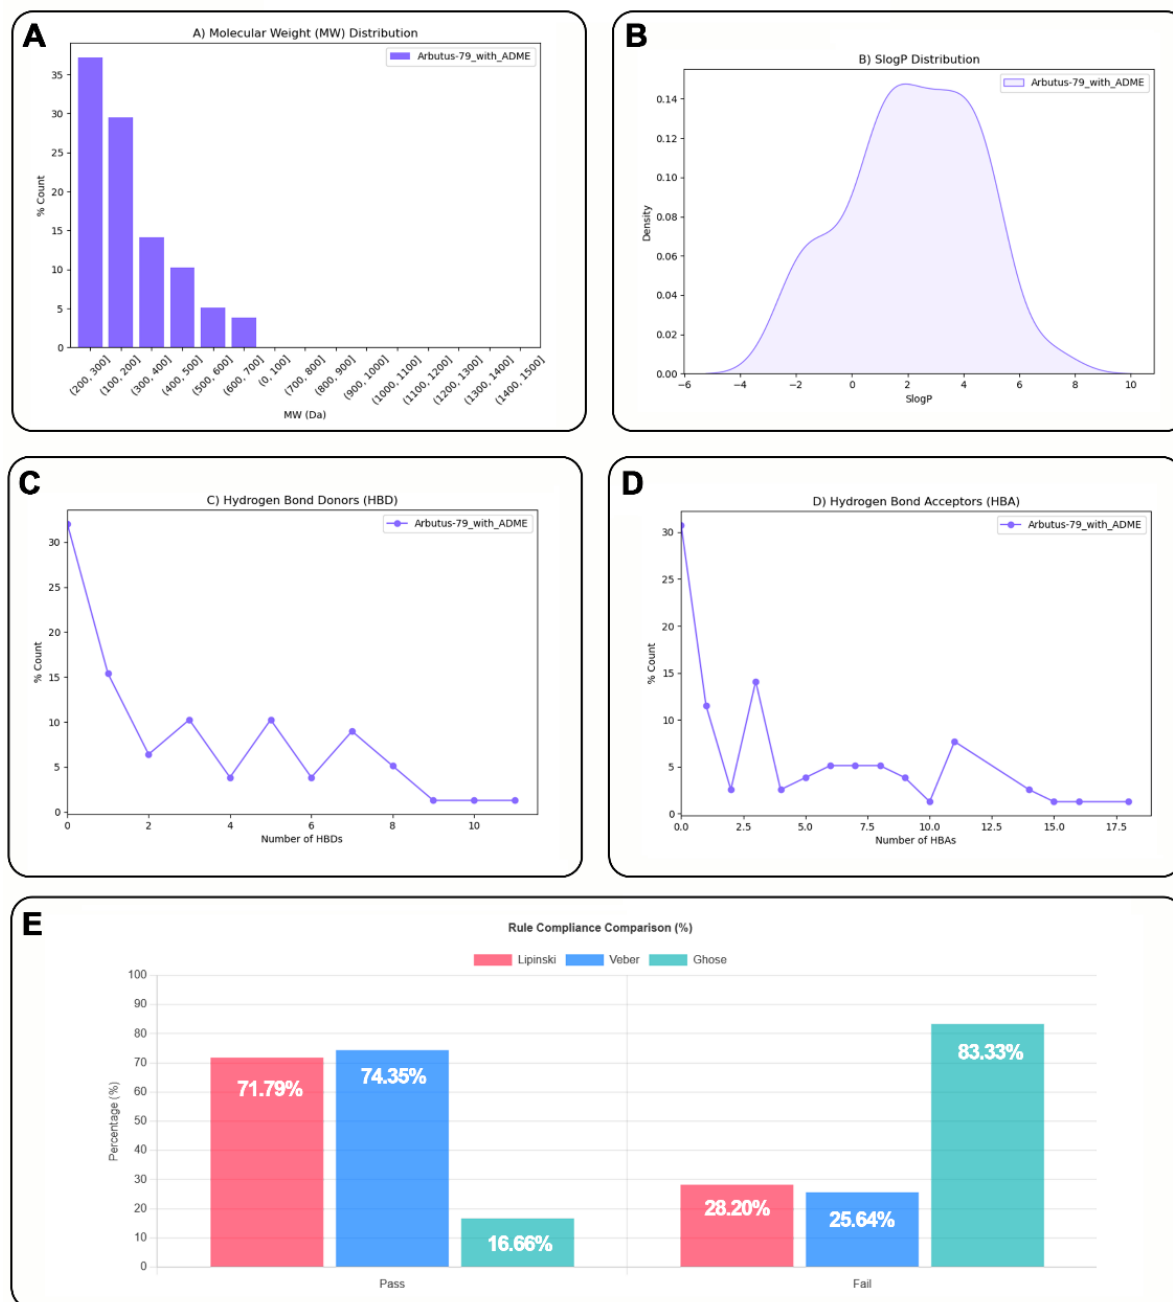 A
A) Molecular Weight (MW) Distribution
Arbutus-79_with_ADME
35
30
25
20
15
10
5
0
% Count
(200, 300]
(100, 200]
(300, 400]
(400, 500]
(500, 600]
(600, 700]
(0, 100]
(700, 800]
(800, 900]
(900, 1000]
(1000, 1100]
(1100, 1200]
(1200, 1300]
(1300, 1400]
(1400, 1500]
MW (Da)
B
B) SlogP Distribution
Arbutus-79_with_ADME
0.14
0.12
0.10
0.08
0.06
0.04
0.02
0.00
Density
−6 −4 −2 0 2 4 6 8 10
SlogP
C
C) Hydrogen Bond Donors (HBD)
Arbutus-79_with_ADME
30
25
20
15
10
5
0
% Count
0 2 4 6 8 10
Number of HBDs
D
D) Hydrogen Bond Acceptors (HBA)
Arbutus-79_with_ADME
30
25
20
15
10
5
0
% Count
0.0 2.5 5.0 7.5 10.0 12.5 15.0 17.5
Number of HBAs
E
Rule Compliance Comparison (%)
Lipinski Veber Ghose
100
90
80
70
60
50
40
30
20
10
0
Percentage (%)
71.79% 74.35% 16.66% 28.20% 25.64% 83.33%
Pass Fail